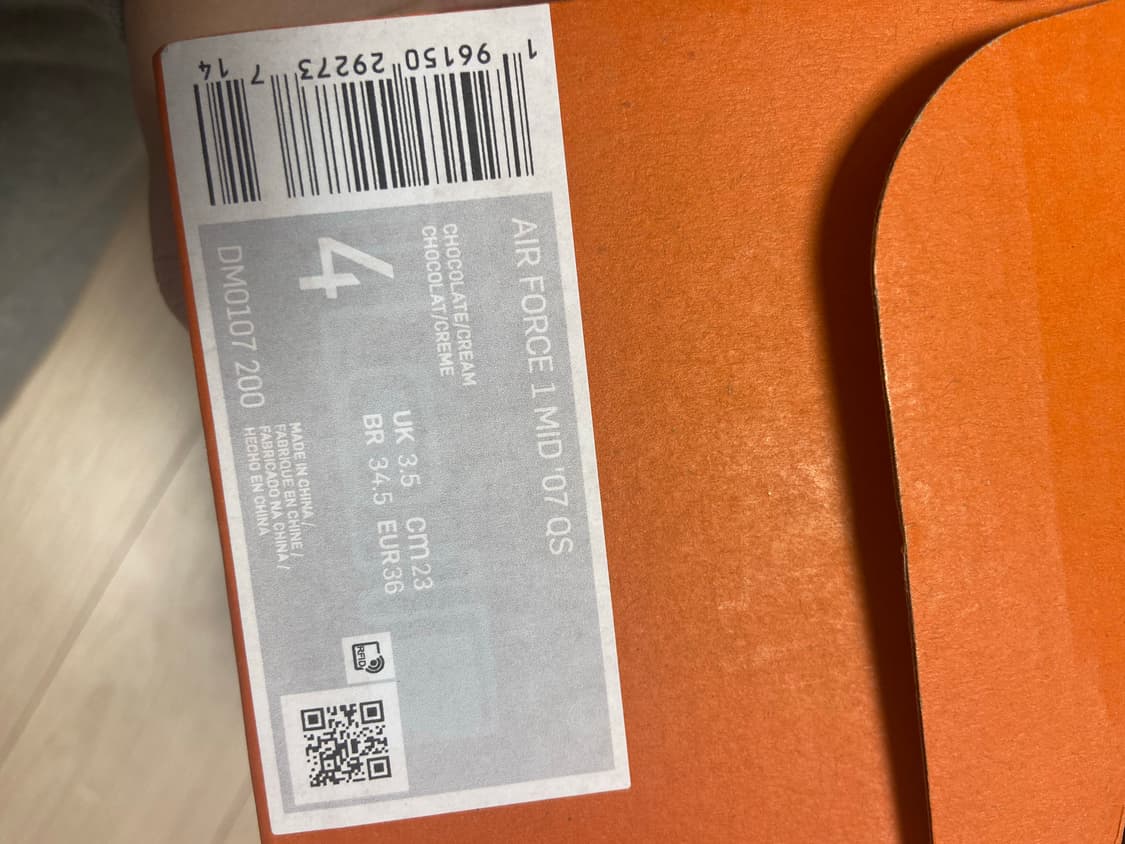 AIR FORCE 1 MID '07 QS
CHOCOLATE/CREAM
CHOCOLAT/CREME
4
UK 3.5 cm 23
BR 34.5 EUR 36
DM0107 200
MADE IN CHINA /
FABRIQUE EN CHINE /
FABRICADO NA CHINA /
HECHO EN CHINA
RFID
1 96150 29273 7 14